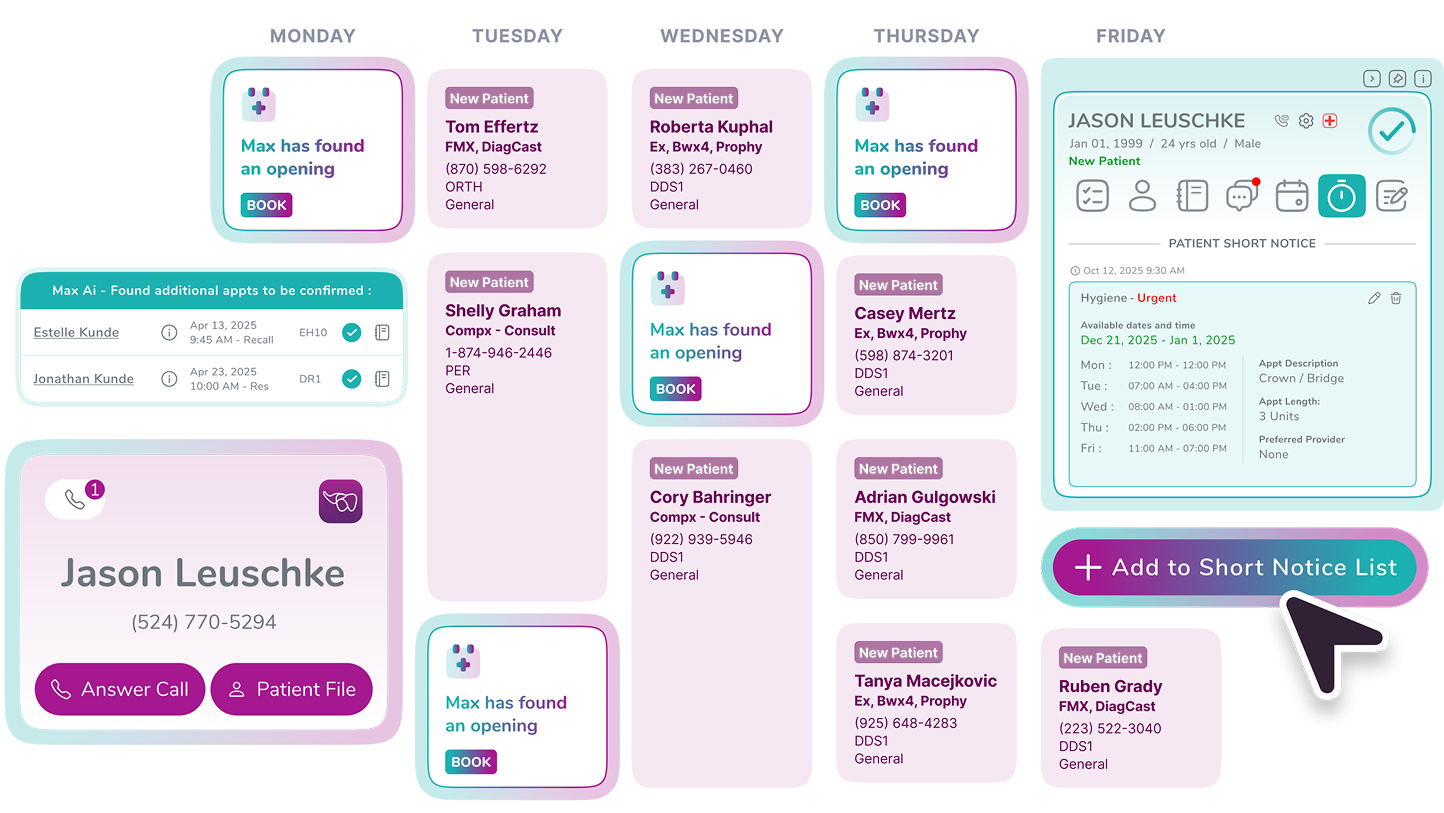 MONDAY
TUESDAY
WEDNESDAY
THURSDAY
FRIDAY
Max has found
an opening
BOOK
Max Ai - Found additional appts to be confirmed :
Estelle Kunde
Apr 13, 2025
9:45 AM - Recall
EH10
Jonathan Kunde
Apr 23, 2025
10:00 AM - Res
DR1
1
Jason Leuschke
(524) 770-5294
Answer Call
Patient File
New Patient
Tom Effertz
FMX, DiagCast
(870) 598-6292
ORTH
General
New Patient
Shelly Graham
Compx - Consult
1-874-946-2446
PER
General
Max has found
an opening
BOOK
New Patient
Roberta Kuphal
Ex, Bwx4, Prophy
(383) 267-0460
DDS1
General
Max has found
an opening
BOOK
New Patient
Cory Bahringer
Compx - Consult
(922) 939-5946
DDS1
General
Max has found
an opening
BOOK
New Patient
Casey Mertz
Ex, Bwx4, Prophy
(598) 874-3201
DDS1
General
New Patient
Adrian Gulgowski
FMX, DiagCast
(850) 799-9961
DDS1
General
New Patient
Tanya Macejkovic
Ex, Bwx4, Prophy
(925) 648-4283
DDS1
General
JASON LEUSCHKE
Jan 01, 1999 / 24 yrs old / Male
New Patient
PATIENT SHORT NOTICE
Oct 12, 2025 9:30 AM
Hygiene - Urgent
Available dates and time
Dec 21, 2025 - Jan 1, 2025
Mon : 12:00 PM - 12:00 PM
Tue : 07:00 AM - 04:00 PM
Wed : 08:00 AM - 01:00 PM
Thu : 02:00 PM - 06:00 PM
Fri : 11:00 AM - 07:00 PM
Appt Description
Crown / Bridge
Appt Length:
3 Units
Preferred Provider
None
Add to Short Notice List
New Patient
Ruben Grady
FMX, DiagCast
(223) 522-3040
DDS1
General